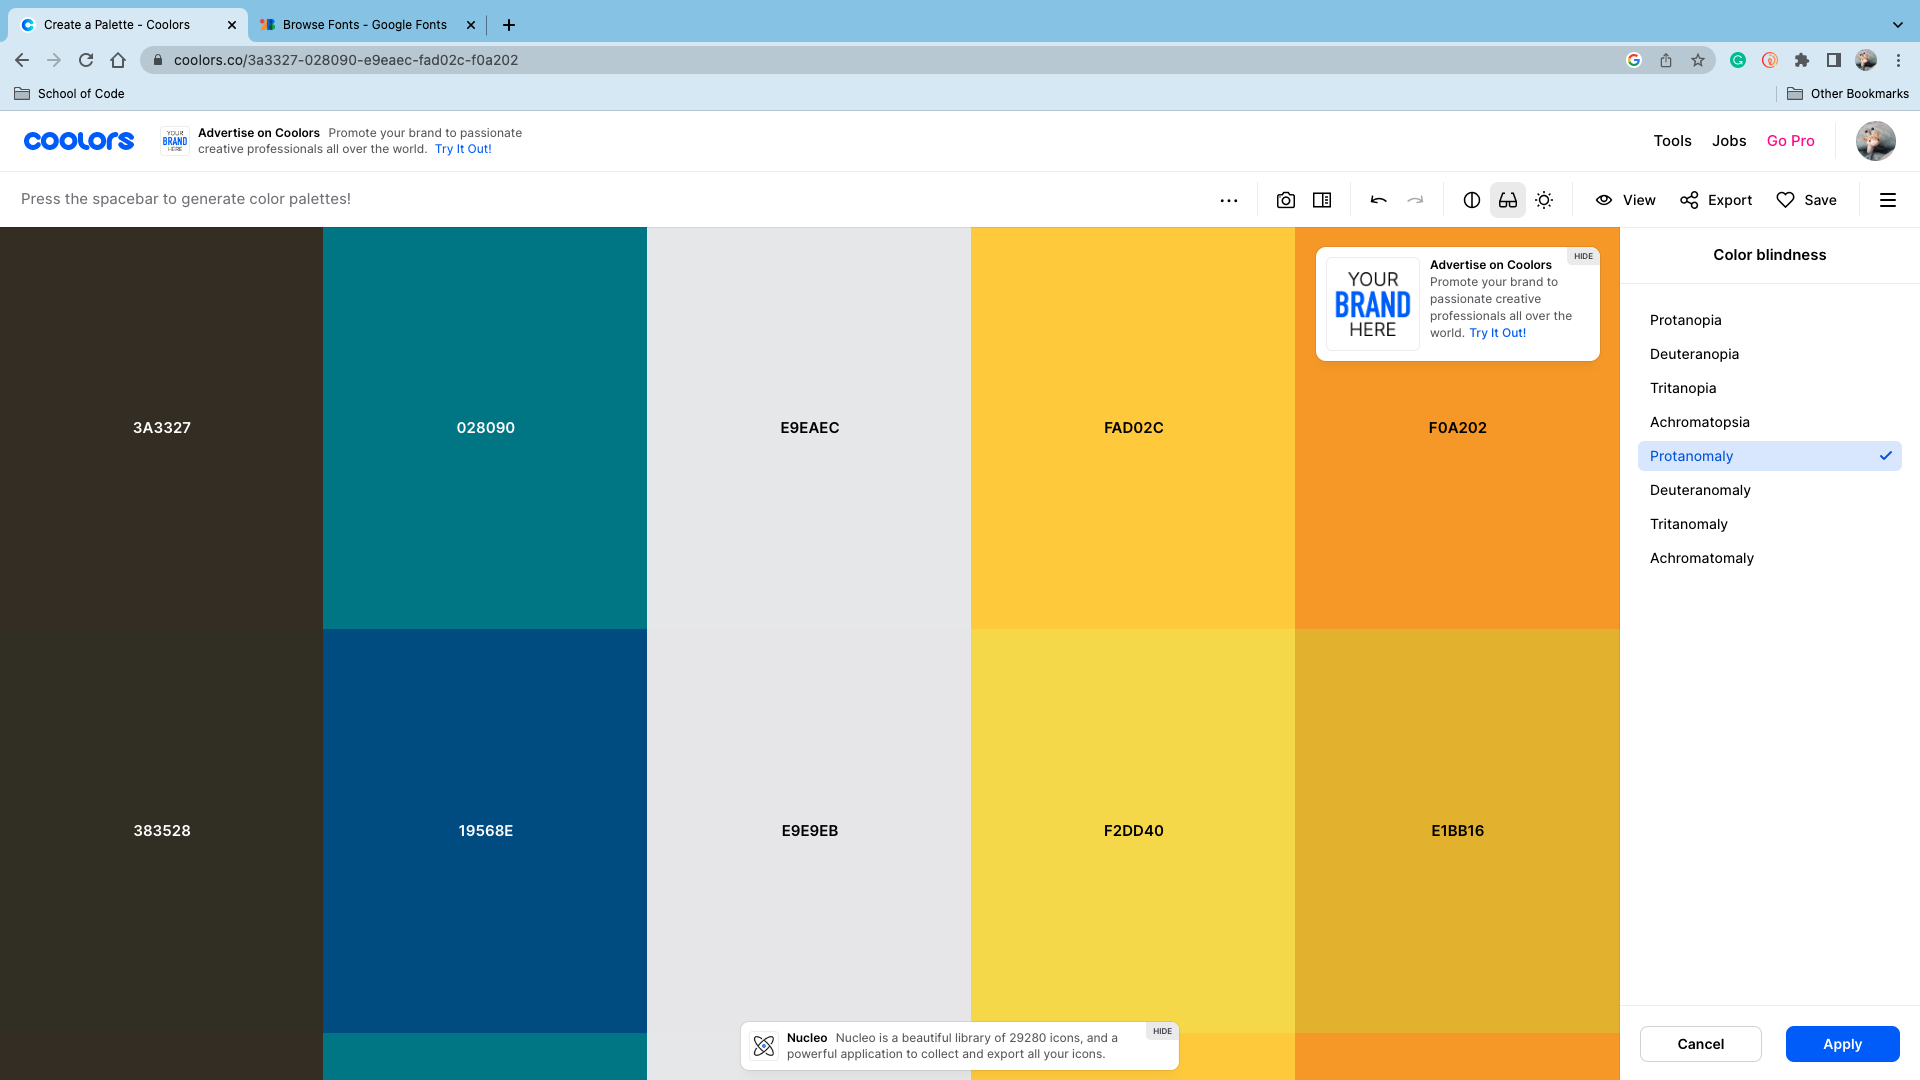 Create a Palette - Coolors
Browse Fonts - Google Fonts
coolors.co/3a3327-028090-e9eaec-fad02c-f0a202
School of Code
Other Bookmarks
coolors
YOUR
BRAND
HERE
Advertise on Coolors Promote your brand to passionate
creative professionals all over the world. Try It Out!
Tools
Jobs
Go Pro
Press the spacebar to generate color palettes!
View
Export
Save
3A3327
028090
E9EAEC
FAD02C
F0A202
HIDE
YOUR
BRAND
HERE
Advertise on Coolors
Promote your brand to
passionate creative
professionals all over the
world. Try It Out!
383528
19568E
E9E9EB
F2DD40
E1BB16
Nucleo Nucleo is a beautiful library of 29280 icons, and a
powerful application to collect and export all your icons.
HIDE
Color blindness
Protanopia
Deuteranopia
Tritanopia
Achromatopsia
Protanomaly
Deuteranomaly
Tritanomaly
Achromatomaly
Cancel
Apply